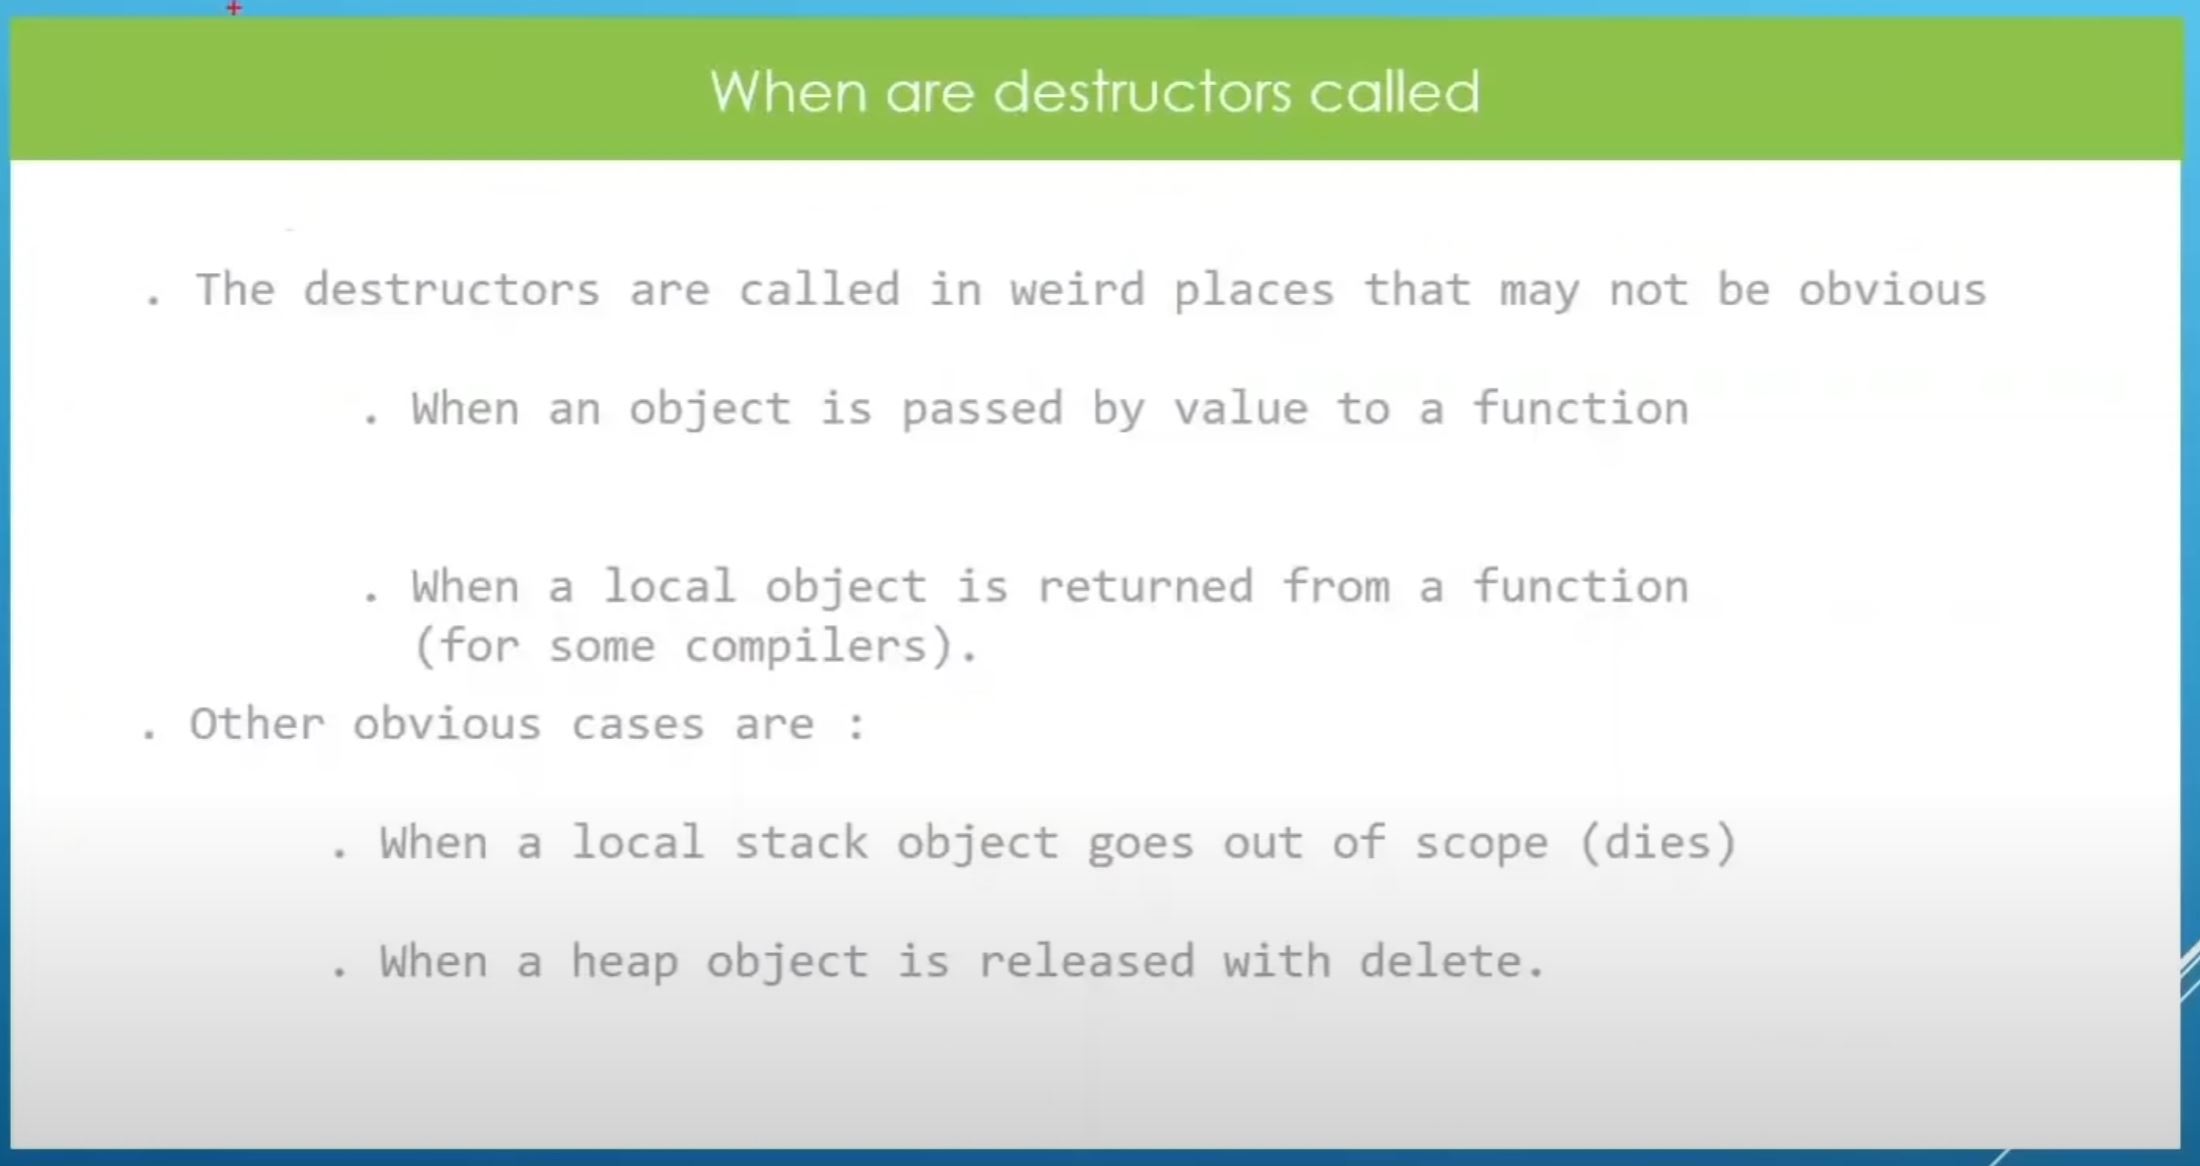 When are destructors called
. The destructors are called in weird places that may not be obvious
. When an object is passed by value to a function
. When a local object is returned from a function
(for some compilers).
. Other obvious cases are :
. When a local stack object goes out of scope (dies)
. When a heap object is released with delete.